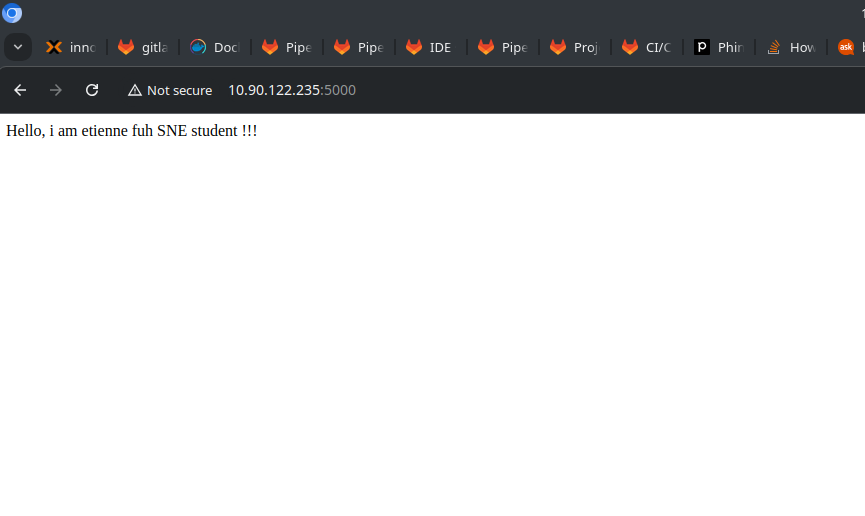 inno
gitla
Doc
Pipe
Pipe
IDE
Pipe
Proj
CI/C
Phin
How
ask
Not secure
10.90.122.235:5000
Hello, i am etienne fuh SNE student !!!